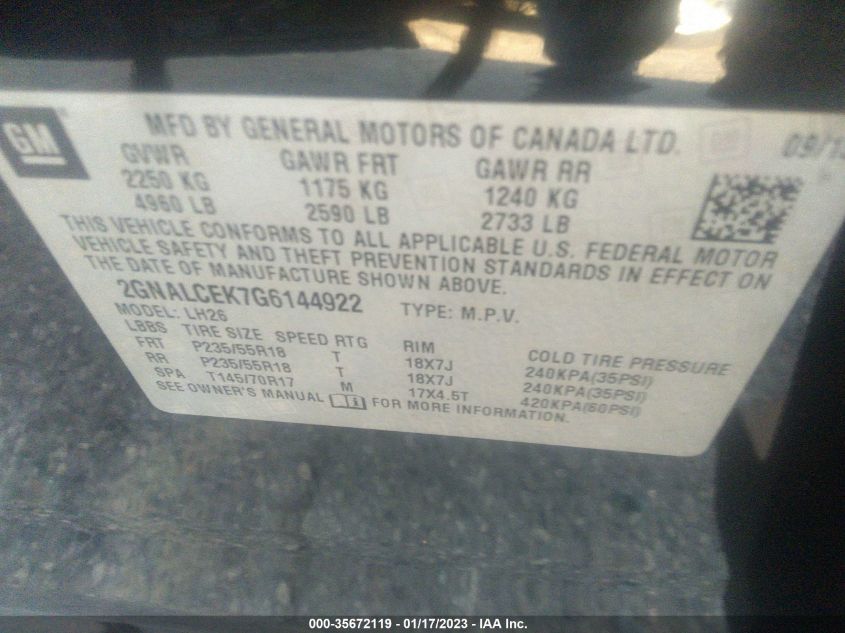 GM
MFD BY GENERAL MOTORS OF CANADA LTD.
GVWR GAWR FRT GAWR RR
2250 KG 1175 KG 1240 KG
4960 LB 2590 LB 2733 LB
THIS VEHICLE CONFORMS TO ALL APPLICABLE U.S. FEDERAL MOTOR
VEHICLE SAFETY AND THEFT PREVENTION STANDARDS IN EFFECT ON
THE DATE OF MANUFACTURE SHOWN ABOVE.
2GNALCEK7G6144922 TYPE: M.P.V.
MODEL: LH26
LBBS TIRE SIZE SPEED RTG RIM COLD TIRE PRESSURE
FRT P235/55R18 T 18X7J 240KPA(35PSI)
RR P235/55R18 T 18X7J 240KPA(35PSI)
SPA T145/70R17 M 17X4.5T 420KPA(60PSI)
SEE OWNER'S MANUAL FOR MORE INFORMATION.
000-35672119 - 01/17/2023 - IAA Inc.